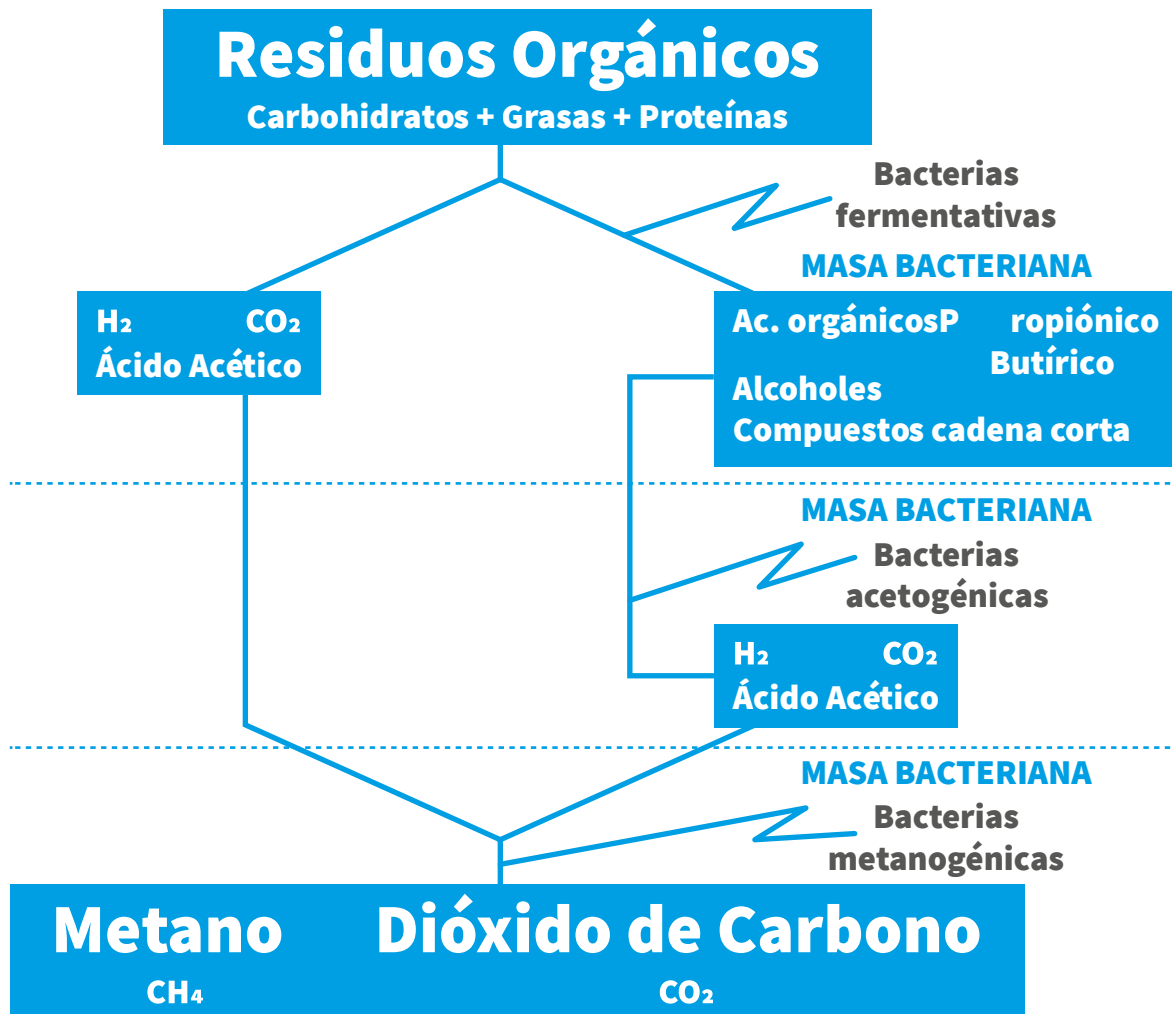 Residuos Orgánicos
Carbohidratos + Grasas + Proteínas
Bacterias
fermentativas
MASA BACTERIANA
H₂ CO₂
Ácido Acético
Ac. orgánicosP ropiónico
Butírico
Alcoholes
Compuestos cadena corta
MASA BACTERIANA
Bacterias
acetogénicas
H₂ CO₂
Ácido Acético
MASA BACTERIANA
Bacterias
metanogénicas
Metano Dióxido de Carbono
CH₄ CO₂